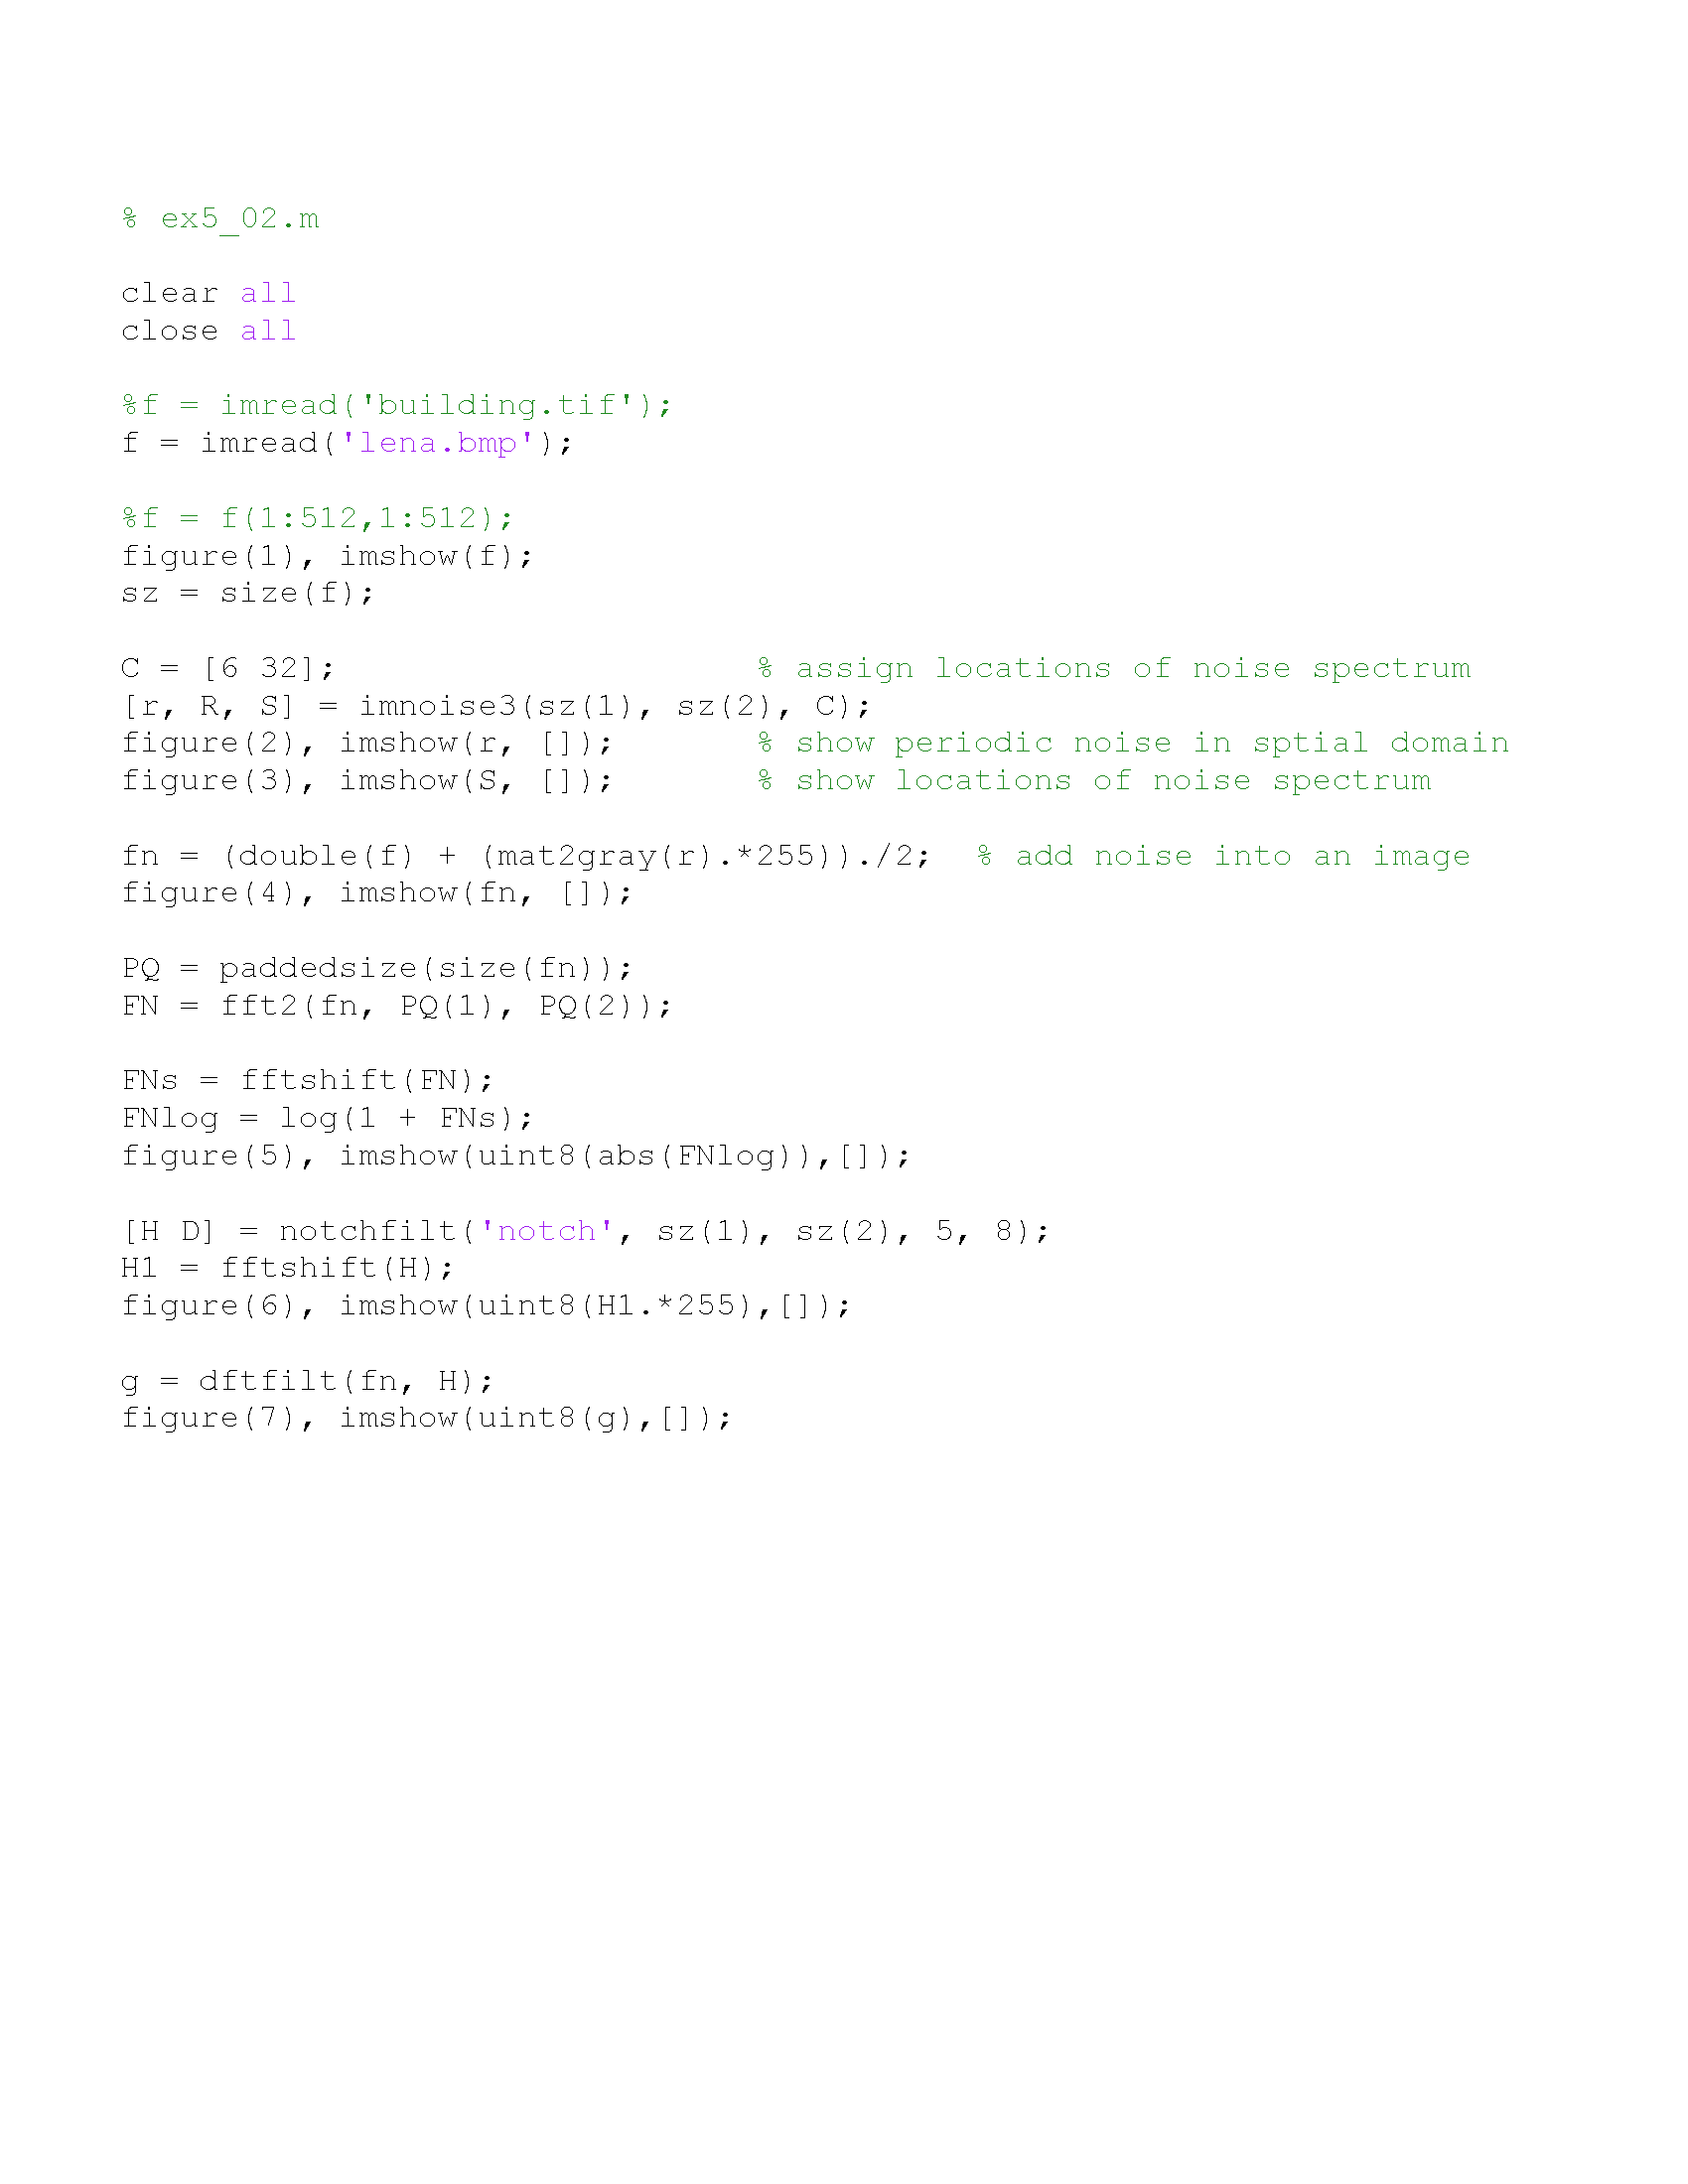 % ex5_02.m
clear all
close all
%f = imread('building.tif');
f = imread('lena.bmp');
%f = f(1:512,1:512);
figure(1), imshow(f);
sz = size(f);
C = [6 32];                     % assign locations of noise spectrum
[r, R, S] = imnoise3(sz(1), sz(2), C);
figure(2), imshow(r, []);       % show periodic noise in sptial domain
figure(3), imshow(S, []);       % show locations of noise spectrum
fn = (double(f) + (mat2gray(r).*255))./2;  % add noise into an image
figure(4), imshow(fn, []);
PQ = paddedsize(size(fn));
FN = fft2(fn, PQ(1), PQ(2));
FNs = fftshift(FN);
FNlog = log(1 + FNs);
figure(5), imshow(uint8(abs(FNlog)),[]);
[H D] = notchfilt('notch', sz(1), sz(2), 5, 8);
H1 = fftshift(H);
figure(6), imshow(uint8(H1.*255),[]);
g = dftfilt(fn, H);
figure(7), imshow(uint8(g),[]);